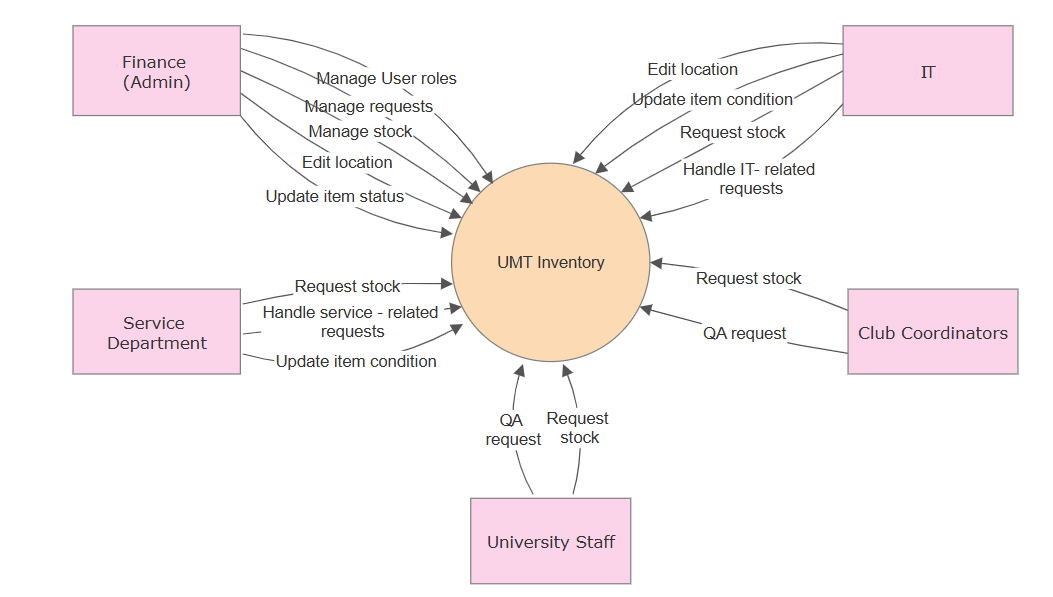 Finance
(Admin)
Manage User roles
Manage requests
Manage stock
Edit location
Update item status
IT
Edit location
Update item condition
Request stock
Handle IT- related
requests
UMT Inventory
Service
Department
Request stock
Handle service - related
requests
Update item condition
Club Coordinators
Request stock
QA request
QA
request
Request
stock
University Staff